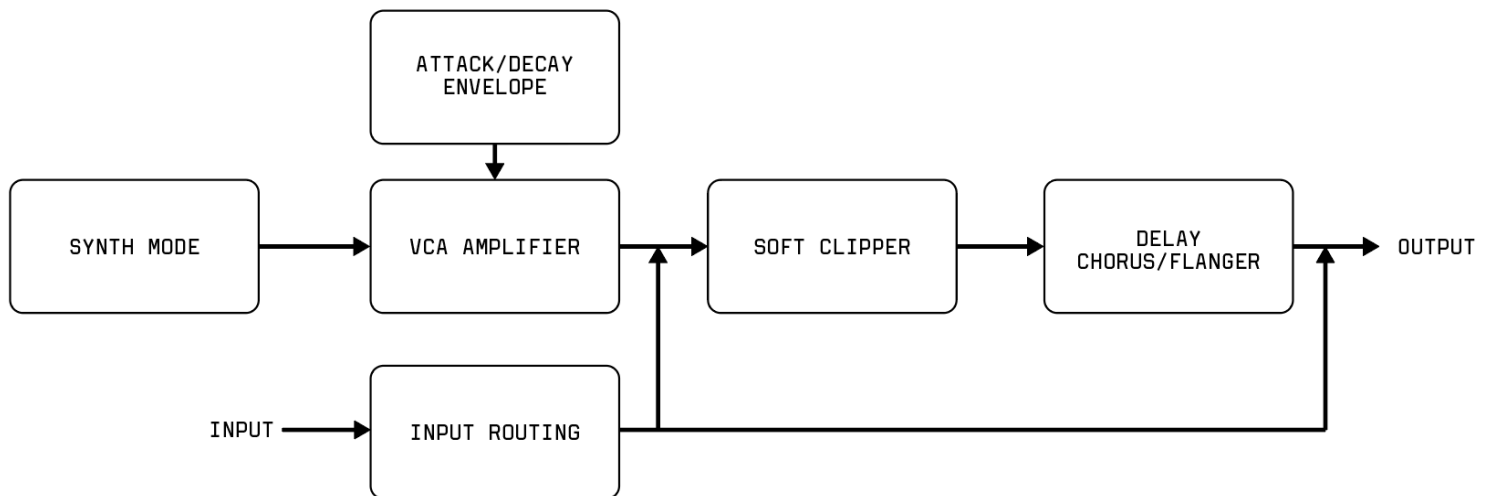 ATTACK/DECAY
ENVELOPE
SYNTH MODE
VCA AMPLIFIER
SOFT CLIPPER
DELAY
CHORUS/FLANGER
OUTPUT
INPUT
INPUT ROUTING